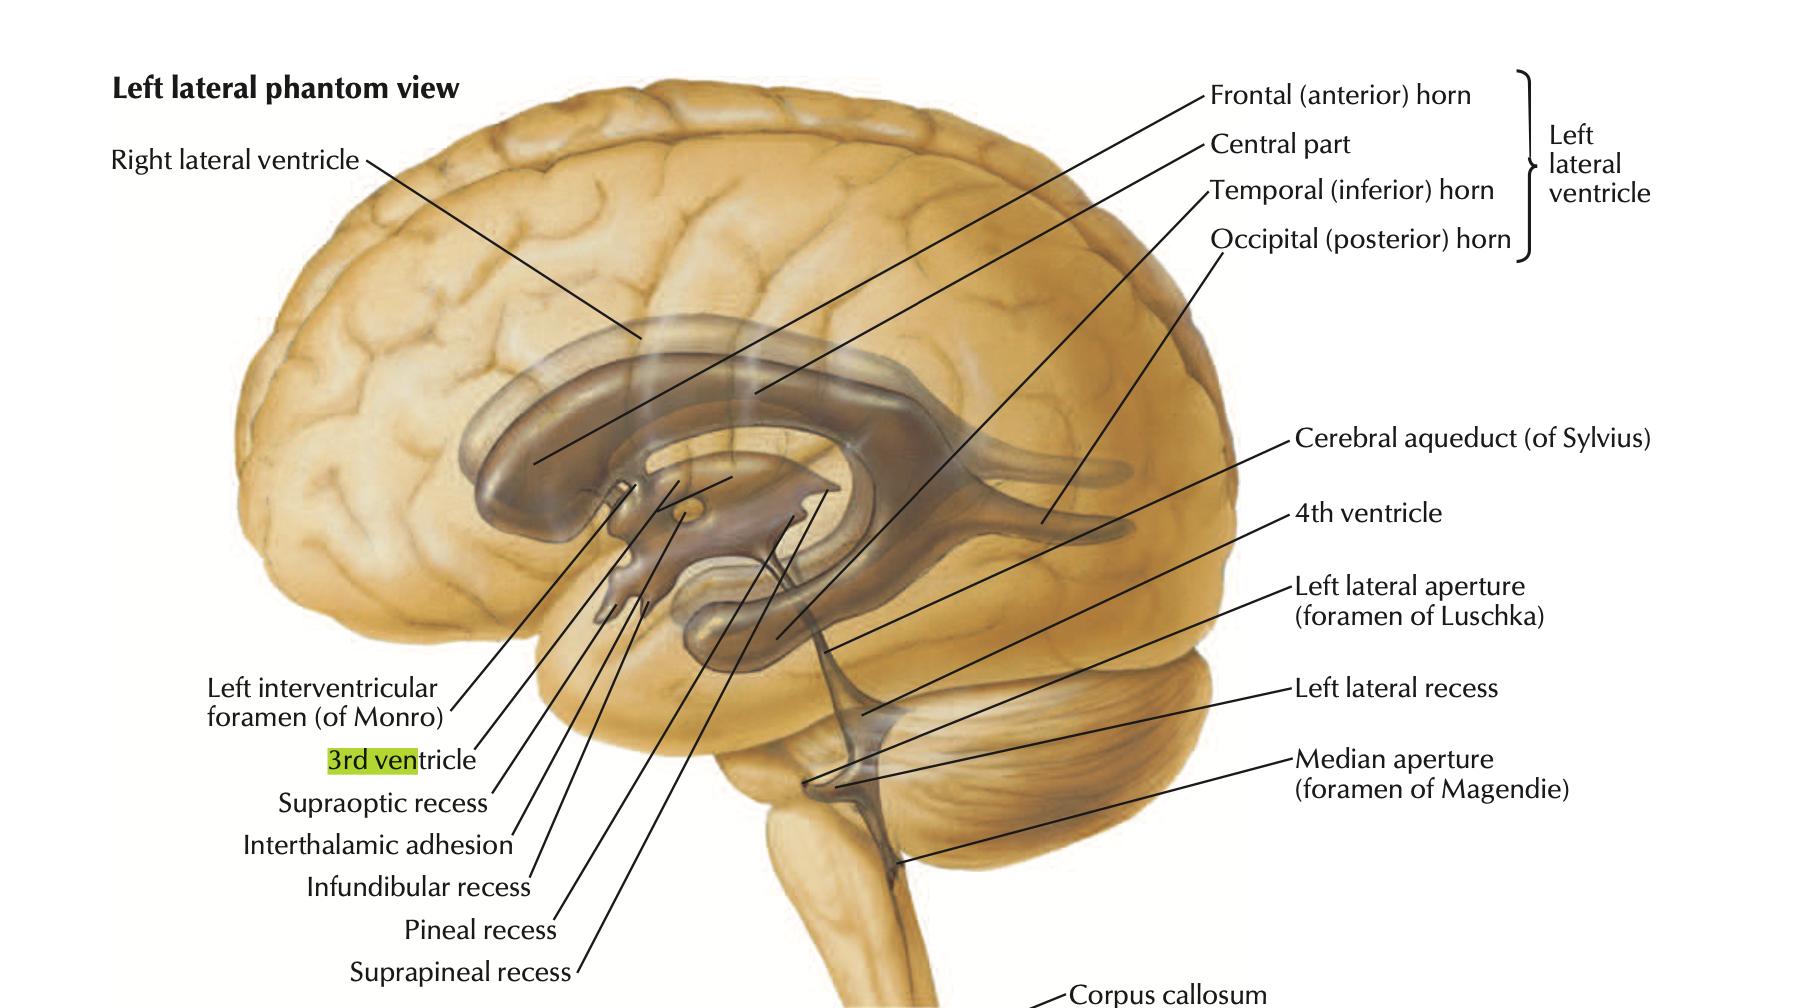 Left lateral phantom view
Right lateral ventricle
Frontal (anterior) horn
Central part
Temporal (inferior) horn
Occipital (posterior) horn
Left
lateral
ventricle
Cerebral aqueduct (of Sylvius)
4th ventricle
Left lateral aperture
(foramen of Luschka)
Left lateral recess
Median aperture
(foramen of Magendie)
Left interventricular
foramen (of Monro)
3rd ventricle
Supraoptic recess
Interthalamic adhesion
Infundibular recess
Pineal recess
Suprapineal recess
Corpus callosum